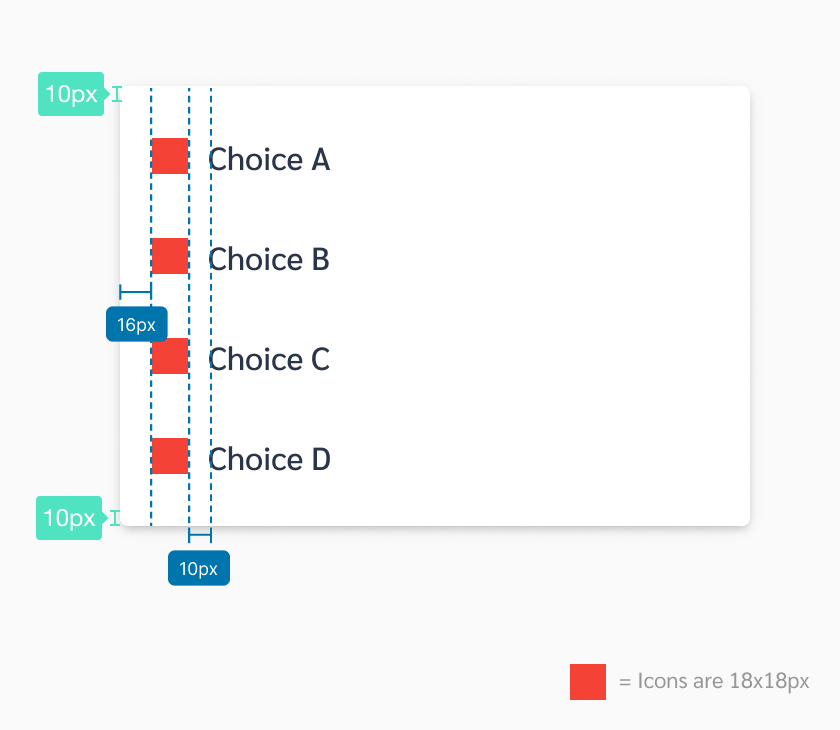 10px
Choice A
Choice B
16px
Choice C
Choice D
10px
10px
= Icons are 18x18px